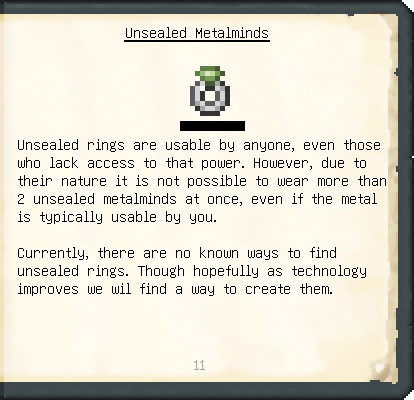 Unsealed Metalminds
Unsealed rings are usable by anyone, even those
who lack access to that power. However, due to
their nature it is not possible to wear more than
2 unsealed metalminds at once, even if the metal
is typically usable by you.
Currently, there are no known ways to find
unsealed rings. Though hopefully as technology
improves we wil find a way to create them.
11